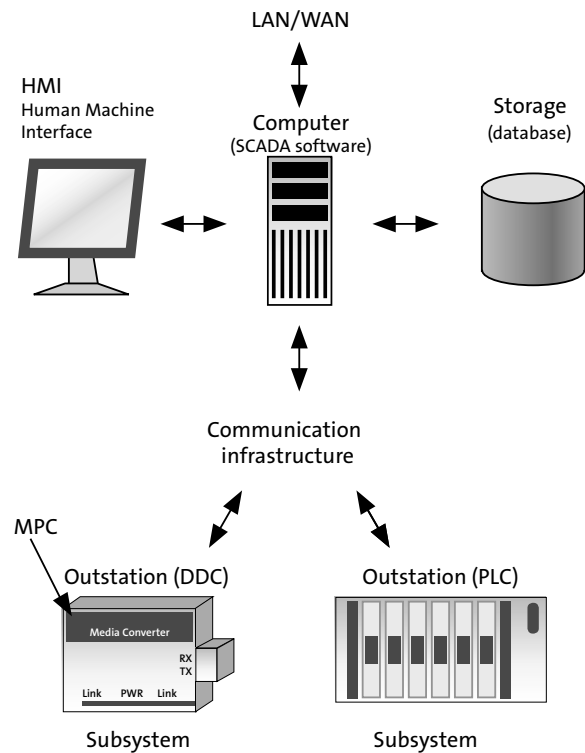 LAN/WAN
HMI
Human Machine
Interface
Computer
(SCADA software)
Storage
(database)
Communication
infrastructure
MPC
Outstation (DDC)
Outstation (PLC)
Media Converter
RX
TX
Link PWR Link
Subsystem
Subsystem